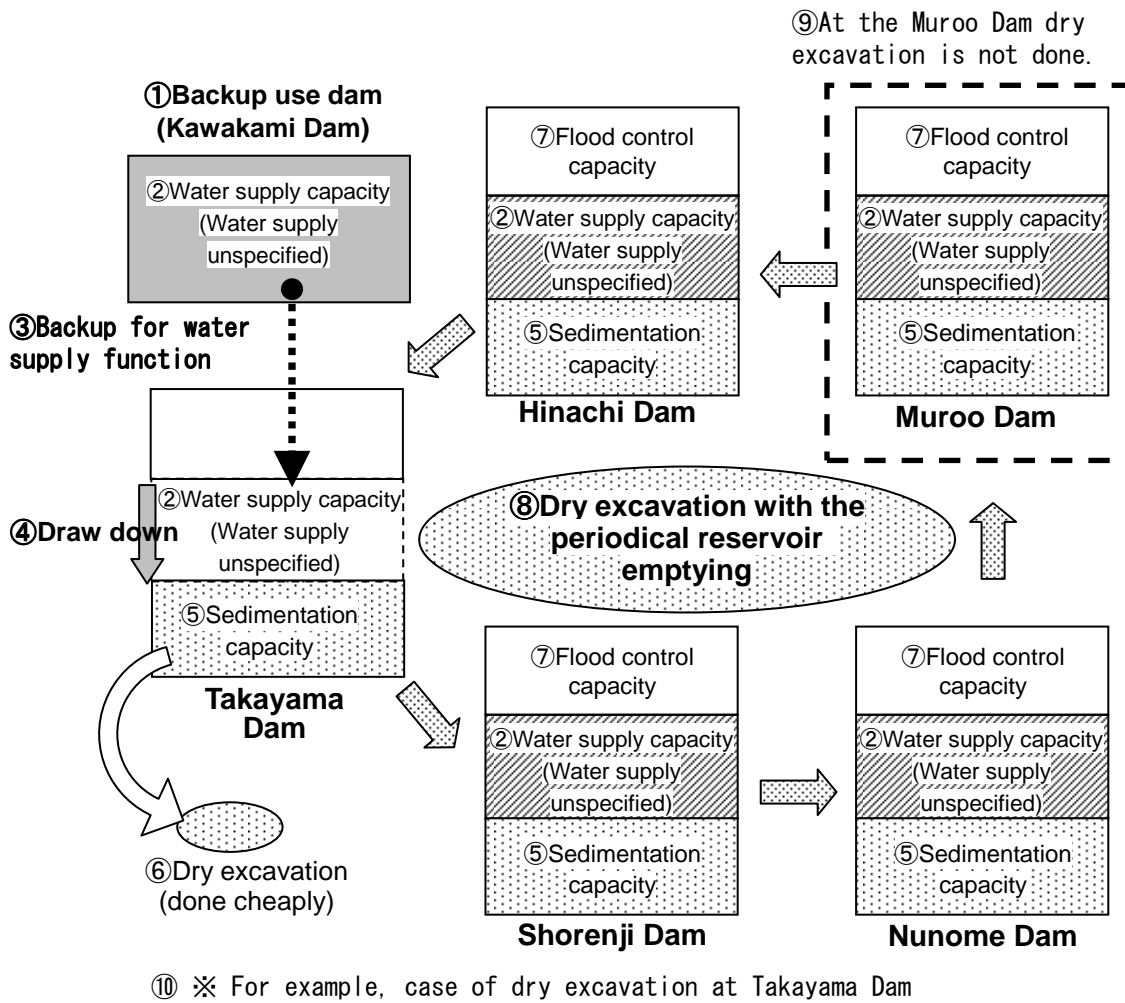 ⑨At the Muroo Dam dry
excavation is not done.
①Backup use dam
(Kawakami Dam)
②Water supply capacity
(Water supply
unspecified)
③Backup for water
supply function
⑦Flood control
capacity
②Water supply capacity
(Water supply
unspecified)
⑤Sedimentation
capacity
Hinachi Dam
⑦Flood control
capacity
②Water supply capacity
(Water supply
unspecified)
⑤Sedimentation
capacity
Muroo Dam
②Water supply capacity
(Water supply
unspecified)
④Draw down
⑤Sedimentation
capacity
Takayama
Dam
⑧Dry excavation with the
periodical reservoir
emptying
⑥Dry excavation
(done cheaply)
⑦Flood control
capacity
②Water supply capacity
(Water supply
unspecified)
⑤Sedimentation
capacity
Shorenji Dam
⑦Flood control
capacity
②Water supply capacity
(Water supply
unspecified)
⑤Sedimentation
capacity
Nunome Dam
⑩ ※ For example, case of dry excavation at Takayama Dam